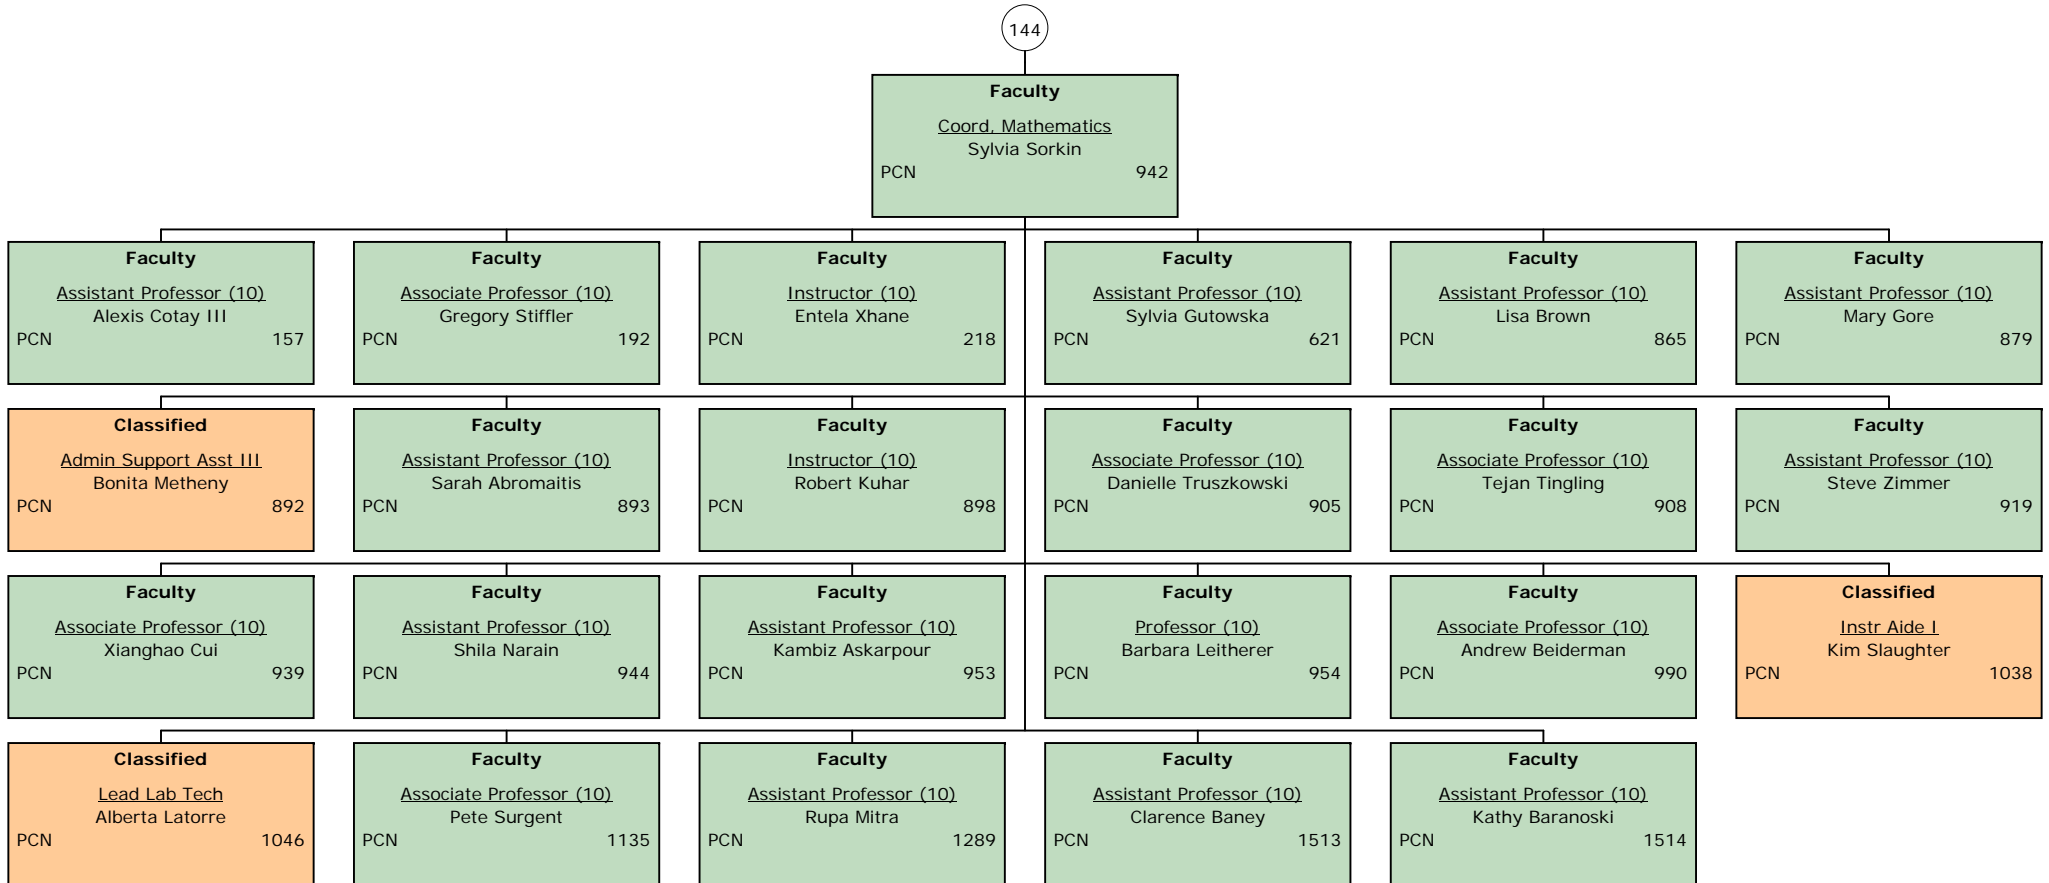 144
Faculty
Coord, Mathematics
Sylvia Sorkin
PCN 942
Faculty
Assistant Professor (10)
Alexis Cotay III
PCN 157
Faculty
Associate Professor (10)
Gregory Stiffler
PCN 192
Faculty
Instructor (10)
Entela Xhane
PCN 218
Faculty
Assistant Professor (10)
Sylvia Gutowska
PCN 621
Faculty
Assistant Professor (10)
Lisa Brown
PCN 865
Faculty
Assistant Professor (10)
Mary Gore
PCN 879
Classified
Admin Support Asst III
Bonita Metheny
PCN 892
Faculty
Assistant Professor (10)
Sarah Abromaitis
PCN 893
Faculty
Instructor (10)
Robert Kuhar
PCN 898
Faculty
Associate Professor (10)
Danielle Truszkowski
PCN 905
Faculty
Associate Professor (10)
Tejan Tingling
PCN 908
Faculty
Assistant Professor (10)
Steve Zimmer
PCN 919
Faculty
Associate Professor (10)
Xianghao Cui
PCN 939
Faculty
Assistant Professor (10)
Shila Narain
PCN 944
Faculty
Assistant Professor (10)
Kambiz Askarpour
PCN 953
Faculty
Professor (10)
Barbara Leitherer
PCN 954
Faculty
Associate Professor (10)
Andrew Beiderman
PCN 990
Classified
Instr Aide I
Kim Slaughter
PCN 1038
Classified
Lead Lab Tech
Alberta Latorre
PCN 1046
Faculty
Associate Professor (10)
Pete Surgent
PCN 1135
Faculty
Assistant Professor (10)
Rupa Mitra
PCN 1289
Faculty
Assistant Professor (10)
Clarence Baney
PCN 1513
Faculty
Assistant Professor (10)
Kathy Baranoski
PCN 1514